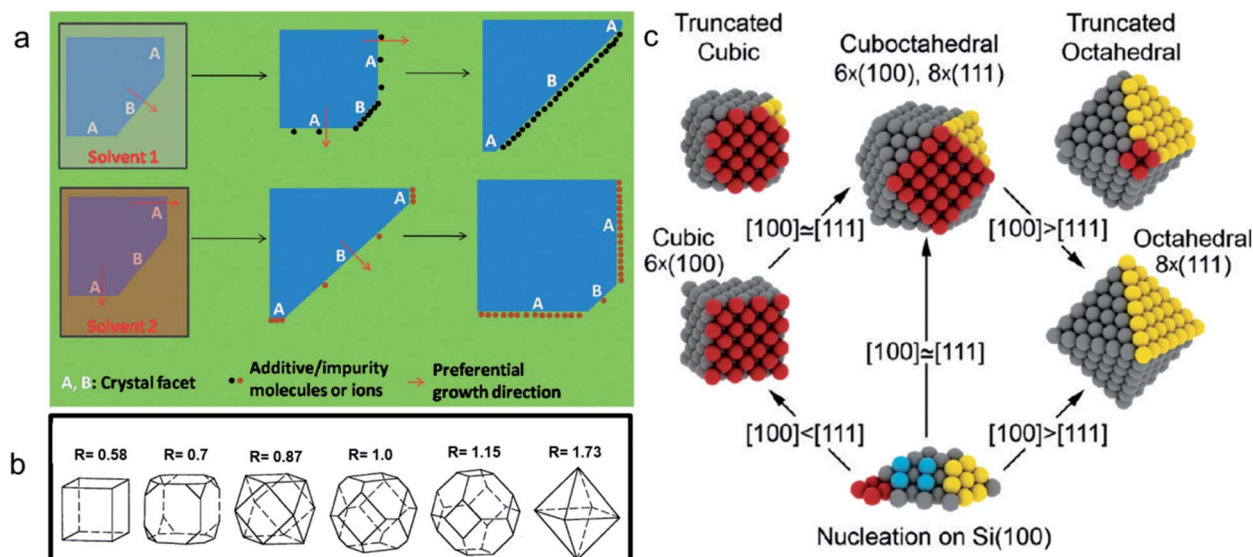 a
A
B
A
Solvent 1
A
B
A
A
B
A
A
B
A
Solvent 2
A
B
A
A
B
A
A, B: Crystal facet
Additive/impurity
molecules or ions
Preferential
growth direction
b
R= 0.58
R= 0.7
R= 0.87
R= 1.0
R= 1.15
R= 1.73
c
Truncated
Cubic
Cuboctahedral
6x(100), 8x(111)
Truncated
Octahedral
[100]≃[111]
[100]>[111]
Cubic
6x(100)
Octahedral
8x(111)
[100]≃[111]
[100]<[111]
[100]>[111]
Nucleation on Si(100)